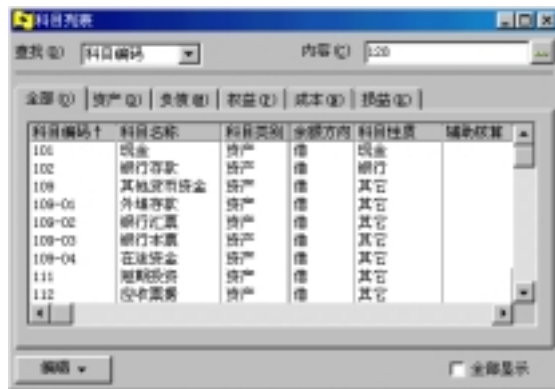 科目列表
查找(Q) 科目编码 内容(C) 120
全部(O) 资产(Q) 负债(W) 权益(Z) 成本(R) 损益(G)
科目编码↑ 科目名称 科目类别 余额方向 科目性质 辅助核算
101 现金 资产 借 现金
102 银行存款 资产 借 银行
109 其他货币资金 资产 借 其它
109-01 外埠存款 资产 借 其它
109-02 银行汇票 资产 借 其它
109-03 银行本票 资产 借 其它
109-04 在途资金 资产 借 其它
111 短期投资 资产 借 其它
112 应收票据 资产 借 其它
编辑 全部显示